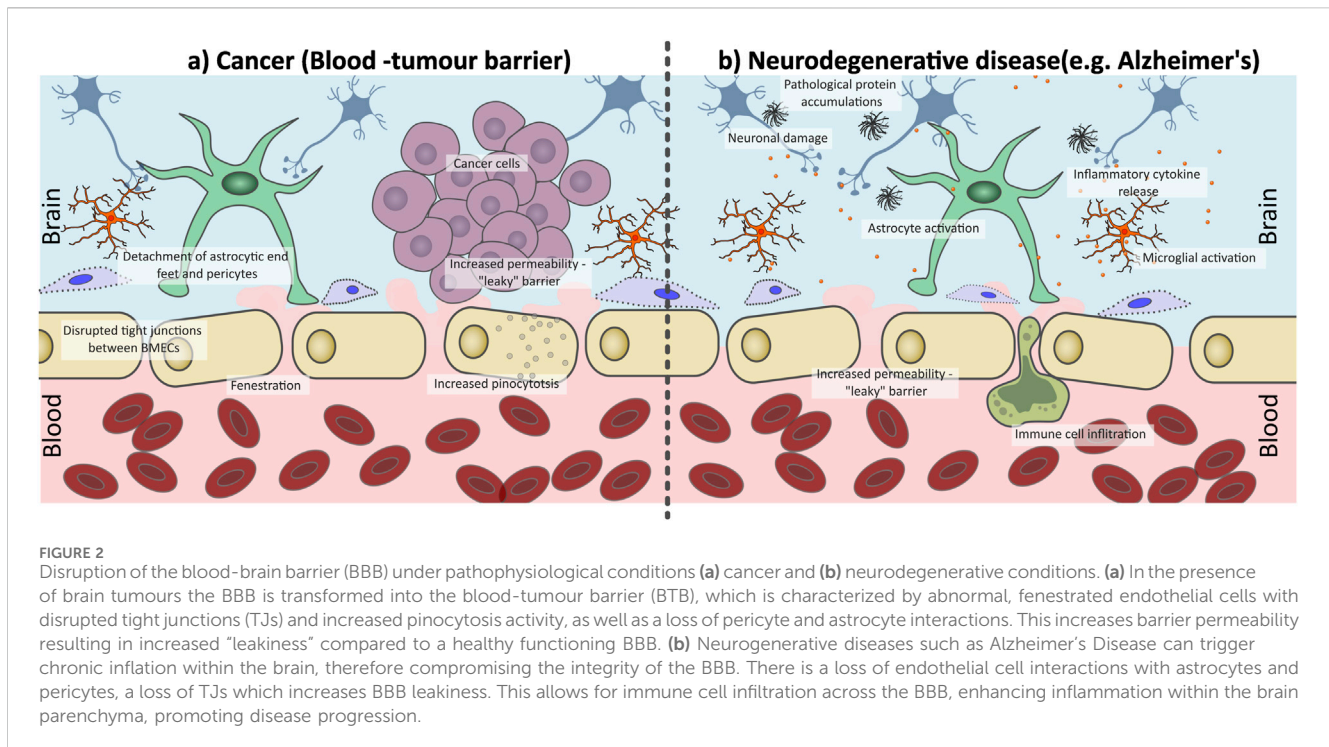 a) Cancer (Blood -tumour barrier)
b) Neurodegenerative disease(e.g. Alzheimer's)
Brain
Blood
Cancer cells
Detachment of astrocytic end
feet and pericytes
Increased permeability -
"leaky" barrier
Disrupted tight junctions
between BMECs
Fenestration
Increased pinocytotsis
Pathological protein
accumulations
Neuronal damage
Inflammatory cytokine
release
Astrocyte activation
Microglial activation
Increased permeability -
"leaky" barrier
Immune cell inflitration
Brain
Blood
FIGURE 2
Disruption of the blood-brain barrier (BBB) under pathophysiological conditions (a) cancer and (b) neurodegenerative conditions. (a) In the presence
of brain tumours the BBB is transformed into the blood-tumour barrier (BTB), which is characterized by abnormal, fenestrated endothelial cells with
disrupted tight junctions (TJs) and increased pinocytosis activity, as well as a loss of pericyte and astrocyte interactions. This increases barrier permeability
resulting in increased “leakiness” compared to a healthy functioning BBB. (b) Neurogenerative diseases such as Alzheimer’s Disease can trigger
chronic inflation within the brain, therefore compromising the integrity of the BBB. There is a loss of endothelial cell interactions with astrocytes and
pericytes, a loss of TJs which increases BBB leakiness. This allows for immune cell infiltration across the BBB, enhancing inflammation within the brain
parenchyma, promoting disease progression.